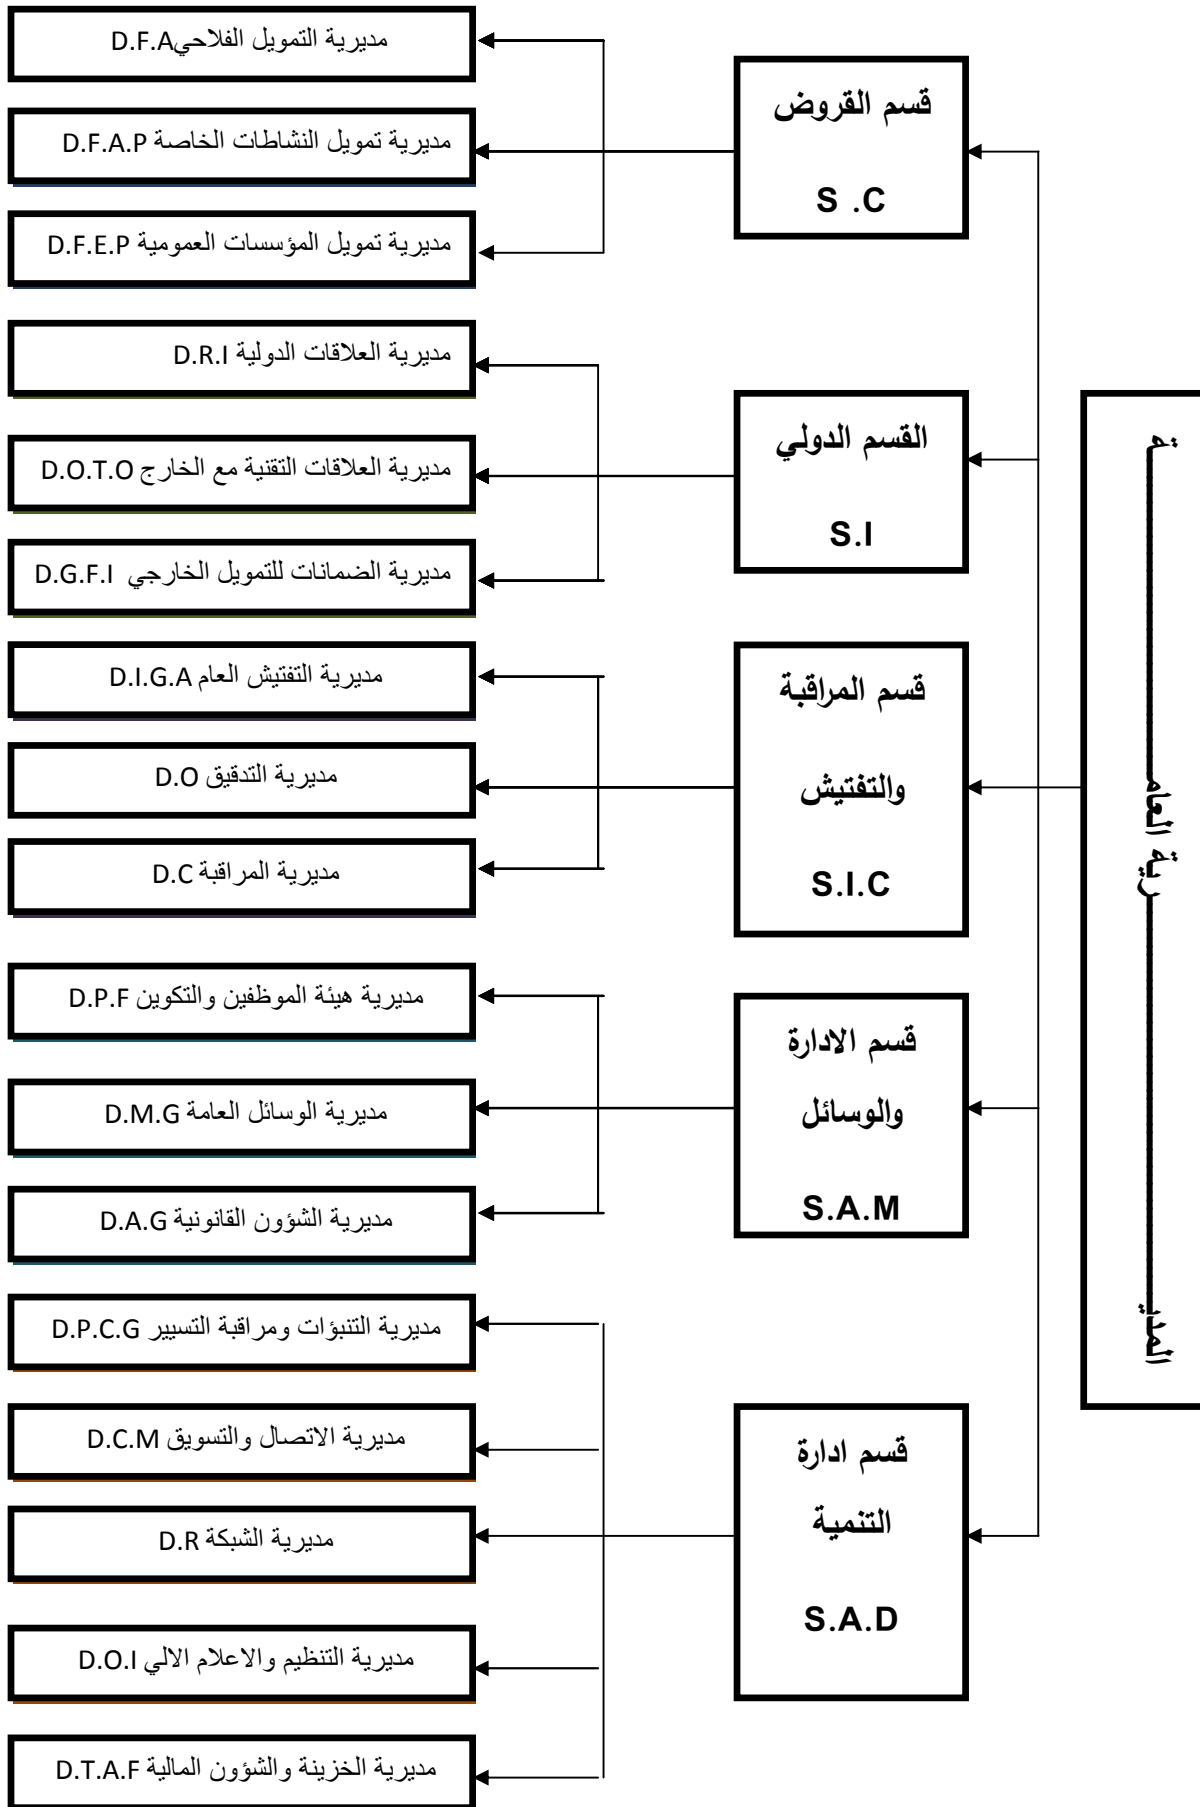 المديرية العامة
قسم القروض
S .C
مديرية التمويل الفلاحيD.F.A
مديرية تمويل النشاطات الخاصة D.F.A.P
مديرية تمويل المؤسسات العمومية D.F.E.P
القسم الدولي
S.I
مديرية العلاقات الدولية D.R.I
مديرية العلاقات التقنية مع الخارج D.O.T.O
مديرية الضمانات للتمويل الخارجي D.G.F.I
قسم المراقبة
والتفتيش
S.I.C
مديرية التفتيش العام D.I.G.A
مديرية التدقيق D.O
مديرية المراقبة D.C
قسم الادارة
والوسائل
S.A.M
مديرية هيئة الموظفين والتكوين D.P.F
مديرية الوسائل العامة D.M.G
مديرية الشؤون القانونية D.A.G
قسم ادارة
التنمية
S.A.D
مديرية التنبؤات ومراقبة التسيير D.P.C.G
مديرية الاتصال والتسويق D.C.M
مديرية الشبكة D.R
مديرية التنظيم والاعلام الالي D.O.I
مديرية الخزينة والشؤون المالية D.T.A.F